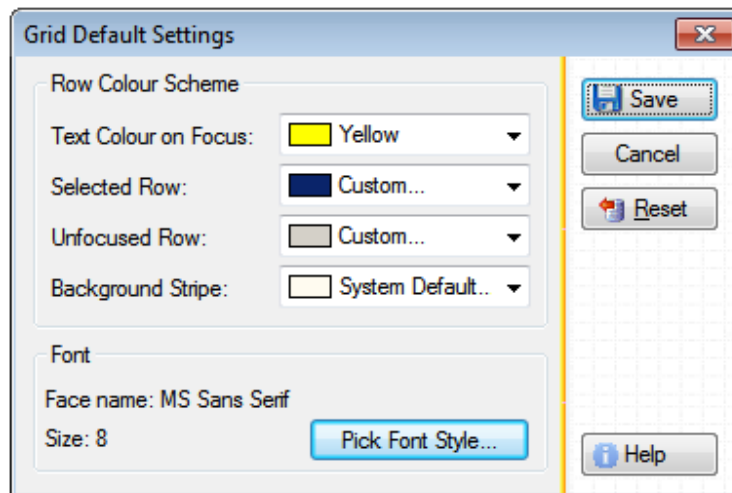 Grid Default Settings
Row Colour Scheme
Text Colour on Focus: Yellow
Selected Row: Custom...
Unfocused Row: Custom...
Background Stripe: System Default..
Font
Face name: MS Sans Serif
Size: 8 Pick Font Style...
Save
Cancel
Reset
Help